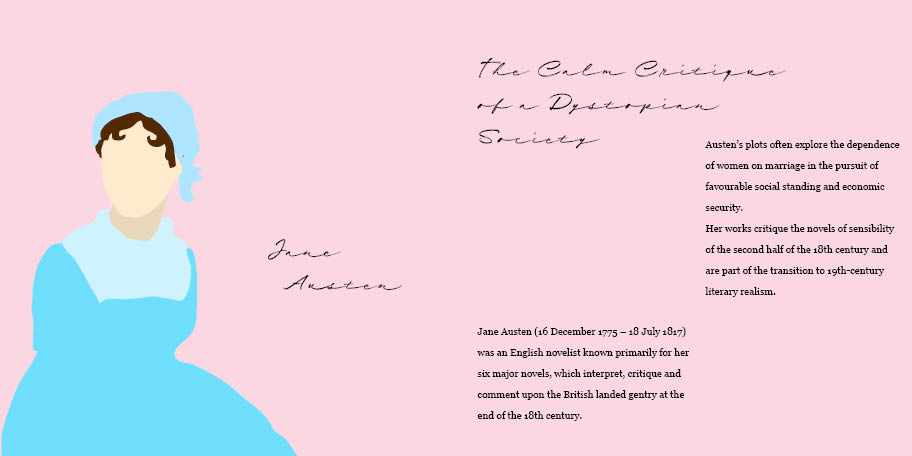 Jane
Austen
The Calm Critique
of a Dystopian
Society
Jane Austen (16 December 1775 – 18 July 1817)
was an English novelist known primarily for her
six major novels, which interpret, critique and
comment upon the British landed gentry at the
end of the 18th century.
Austen's plots often explore the dependence
of women on marriage in the pursuit of
favourable social standing and economic
security.
Her works critique the novels of sensibility
of the second half of the 18th century and
are part of the transition to 19th-century
literary realism.